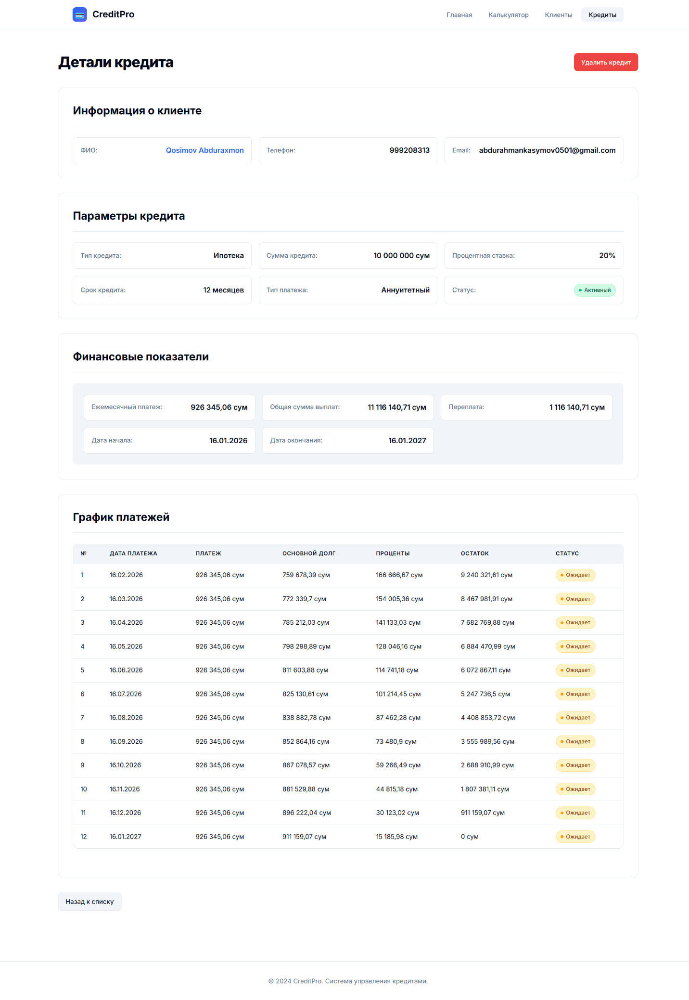 CreditPro
Главная Калькулятор Клиенты Кредиты
Детали кредита
Удалить кредит
Информация о клиенте
ФИО: Qosimov Abduraxmon Телефон: 999208313 Email: abdurahmankasymov0501@gmail.com
Параметры кредита
Тип кредита: Ипотека Сумма кредита: 10 000 000 сум Процентная ставка: 20%
Срок кредита: 12 месяцев Тип платежа: Аннуитетный Статус: Активный
Финансовые показатели
Ежемесячный платеж: 926 345,06 сум Общая сумма выплат: 11 116 140,71 сум Переплата: 1 116 140,71 сум
Дата начала: 16.01.2026 Дата окончания: 16.01.2027
График платежей
№ ДАТА ПЛАТЕЖА ПЛАТЕЖ ОСНОВНОЙ ДОЛГ ПРОЦЕНТЫ ОСТАТОК СТАТУС
1 16.02.2026 926 345,06 сум 759 678,39 сум 166 666,67 сум 9 240 321,61 сум Ожидает
2 16.03.2026 926 345,06 сум 772 339,7 сум 154 005,36 сум 8 467 981,91 сум Ожидает
3 16.04.2026 926 345,06 сум 785 212,03 сум 141 133,03 сум 7 682 769,88 сум Ожидает
4 16.05.2026 926 345,06 сум 798 298,89 сум 128 046,16 сум 6 884 470,99 сум Ожидает
5 16.06.2026 926 345,06 сум 811 603,88 сум 114 741,18 сум 6 072 867,11 сум Ожидает
6 16.07.2026 926 345,06 сум 825 130,61 сум 101 214,45 сум 5 247 736,5 сум Ожидает
7 16.08.2026 926 345,06 сум 838 882,78 сум 87 462,28 сум 4 408 853,72 сум Ожидает
8 16.09.2026 926 345,06 сум 852 864,16 сум 73 480,9 сум 3 555 989,56 сум Ожидает
9 16.10.2026 926 345,06 сум 867 078,57 сум 59 266,49 сум 2 688 910,99 сум Ожидает
10 16.11.2026 926 345,06 сум 881 529,88 сум 44 815,18 сум 1 807 381,11 сум Ожидает
11 16.12.2026 926 345,06 сум 896 222,04 сум 30 123,02 сум 911 159,07 сум Ожидает
12 16.01.2027 926 345,06 сум 911 159,07 сум 15 185,98 сум 0 сум Ожидает
Назад к списку
© 2024 CreditPro. Система управления кредитами.